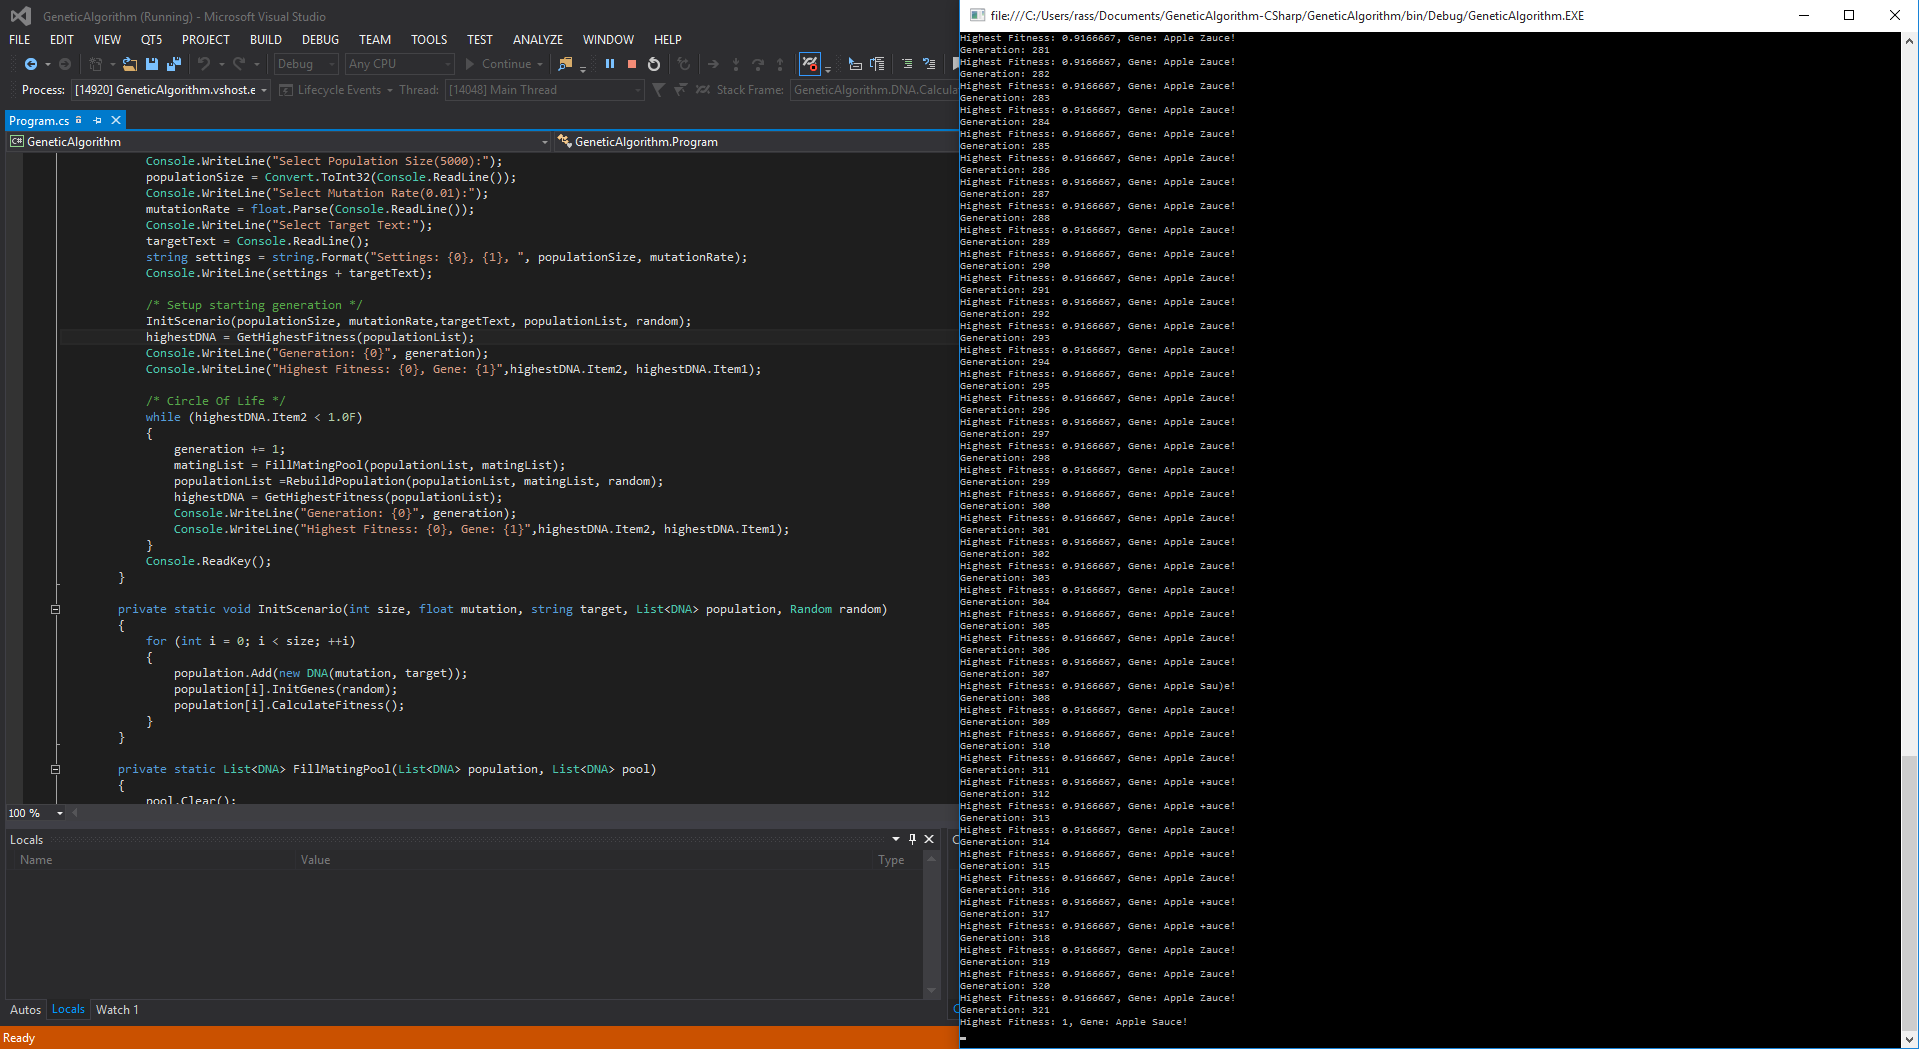 GeneticAlgorithm (Running) - Microsoft Visual Studio
FILE EDIT VIEW QT5 PROJECT BUILD DEBUG TEAM TOOLS TEST ANALYZE WINDOW HELP
Debug Any CPU Continue
Process: [14920] GeneticAlgorithm.vshost.e Lifecycle Events Thread: [14048] Main Thread Stack Frame: GeneticAlgorithm.DNA.Calcula
Program.cs
GeneticAlgorithm GeneticAlgorithm.Program
Console.WriteLine("Select Population Size(5000):");
populationSize = Convert.ToInt32(Console.ReadLine());
Console.WriteLine("Select Mutation Rate(0.01):");
mutationRate = float.Parse(Console.ReadLine());
Console.WriteLine("Select Target Text:");
targetText = Console.ReadLine();
string settings = string.Format("Settings: {0}, {1}, ", populationSize, mutationRate);
Console.WriteLine(settings + targetText);
/* Setup starting generation */
InitScenario(populationSize, mutationRate,targetText, populationList, random);
highestDNA = GetHighestFitness(populationList);
Console.WriteLine("Generation: {0}", generation);
Console.WriteLine("Highest Fitness: {0}, Gene: {1}",highestDNA.Item2, highestDNA.Item1);
/* Circle Of Life */
while (highestDNA.Item2 < 1.0F)
{
generation += 1;
matingList = FillMatingPool(populationList, matingList);
populationList =RebuildPopulation(populationList, matingList, random);
highestDNA = GetHighestFitness(populationList);
Console.WriteLine("Generation: {0}", generation);
Console.WriteLine("Highest Fitness: {0}, Gene: {1}",highestDNA.Item2, highestDNA.Item1);
}
Console.ReadKey();
}
private static void InitScenario(int size, float mutation, string target, List<DNA> population, Random random)
{
for (int i = 0; i < size; ++i)
{
population.Add(new DNA(mutation, target));
population[i].InitGenes(random);
population[i].CalculateFitness();
}
}
private static List<DNA> FillMatingPool(List<DNA> population, List<DNA> pool)
{
pool.Clear();
100 %
Locals
Name Value Type
Autos Locals Watch 1
Ready
file:///C:/Users/rass/Documents/GeneticAlgorithm-CSharp/GeneticAlgorithm/bin/Debug/GeneticAlgorithm.EXE
Highest Fitness: 0.9166667, Gene: Apple Zauce!
Generation: 281
Highest Fitness: 0.9166667, Gene: Apple Zauce!
Generation: 282
Highest Fitness: 0.9166667, Gene: Apple Zauce!
Generation: 283
Highest Fitness: 0.9166667, Gene: Apple Zauce!
Generation: 284
Highest Fitness: 0.9166667, Gene: Apple Zauce!
Generation: 285
Highest Fitness: 0.9166667, Gene: Apple Zauce!
Generation: 286
Highest Fitness: 0.9166667, Gene: Apple Zauce!
Generation: 287
Highest Fitness: 0.9166667, Gene: Apple Zauce!
Generation: 288
Highest Fitness: 0.9166667, Gene: Apple Zauce!
Generation: 289
Highest Fitness: 0.9166667, Gene: Apple Zauce!
Generation: 290
Highest Fitness: 0.9166667, Gene: Apple Zauce!
Generation: 291
Highest Fitness: 0.9166667, Gene: Apple Zauce!
Generation: 292
Highest Fitness: 0.9166667, Gene: Apple Zauce!
Generation: 293
Highest Fitness: 0.9166667, Gene: Apple Zauce!
Generation: 294
Highest Fitness: 0.9166667, Gene: Apple Zauce!
Generation: 295
Highest Fitness: 0.9166667, Gene: Apple Zauce!
Generation: 296
Highest Fitness: 0.9166667, Gene: Apple Zauce!
Generation: 297
Highest Fitness: 0.9166667, Gene: Apple Zauce!
Generation: 298
Highest Fitness: 0.9166667, Gene: Apple Zauce!
Generation: 299
Highest Fitness: 0.9166667, Gene: Apple Zauce!
Generation: 300
Highest Fitness: 0.9166667, Gene: Apple Zauce!
Generation: 301
Highest Fitness: 0.9166667, Gene: Apple Zauce!
Generation: 302
Highest Fitness: 0.9166667, Gene: Apple Zauce!
Generation: 303
Highest Fitness: 0.9166667, Gene: Apple Zauce!
Generation: 304
Highest Fitness: 0.9166667, Gene: Apple Zauce!
Generation: 305
Highest Fitness: 0.9166667, Gene: Apple Zauce!
Generation: 306
Highest Fitness: 0.9166667, Gene: Apple Zauce!
Generation: 307
Highest Fitness: 0.9166667, Gene: Apple Sau)e!
Generation: 308
Highest Fitness: 0.9166667, Gene: Apple Zauce!
Generation: 309
Highest Fitness: 0.9166667, Gene: Apple Zauce!
Generation: 310
Highest Fitness: 0.9166667, Gene: Apple Zauce!
Generation: 311
Highest Fitness: 0.9166667, Gene: Apple +auce!
Generation: 312
Highest Fitness: 0.9166667, Gene: Apple +auce!
Generation: 313
Highest Fitness: 0.9166667, Gene: Apple Zauce!
Generation: 314
Highest Fitness: 0.9166667, Gene: Apple +auce!
Generation: 315
Highest Fitness: 0.9166667, Gene: Apple Zauce!
Generation: 316
Highest Fitness: 0.9166667, Gene: Apple +auce!
Generation: 317
Highest Fitness: 0.9166667, Gene: Apple +auce!
Generation: 318
Highest Fitness: 0.9166667, Gene: Apple Zauce!
Generation: 319
Highest Fitness: 0.9166667, Gene: Apple Zauce!
Generation: 320
Highest Fitness: 0.9166667, Gene: Apple Zauce!
Generation: 321
Highest Fitness: 1, Gene: Apple Sauce!